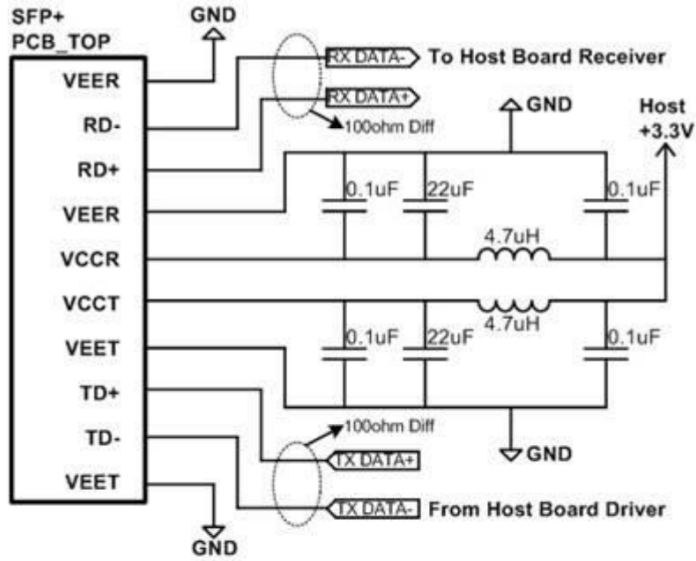 SFP+
PCB_TOP
GND
VEER
RX DATA-
To Host Board Receiver
RD-
RX DATA+
GND
Host
+3.3V
100ohm Diff
RD+
0.1uF
22uF
0.1uF
VEER
4.7uH
VCCR
VCCT
4.7uH
0.1uF
22uF
0.1uF
VEET
TD+
100ohm Diff
TD-
TX DATA+
GND
VEET
TX DATA-
From Host Board Driver
GND